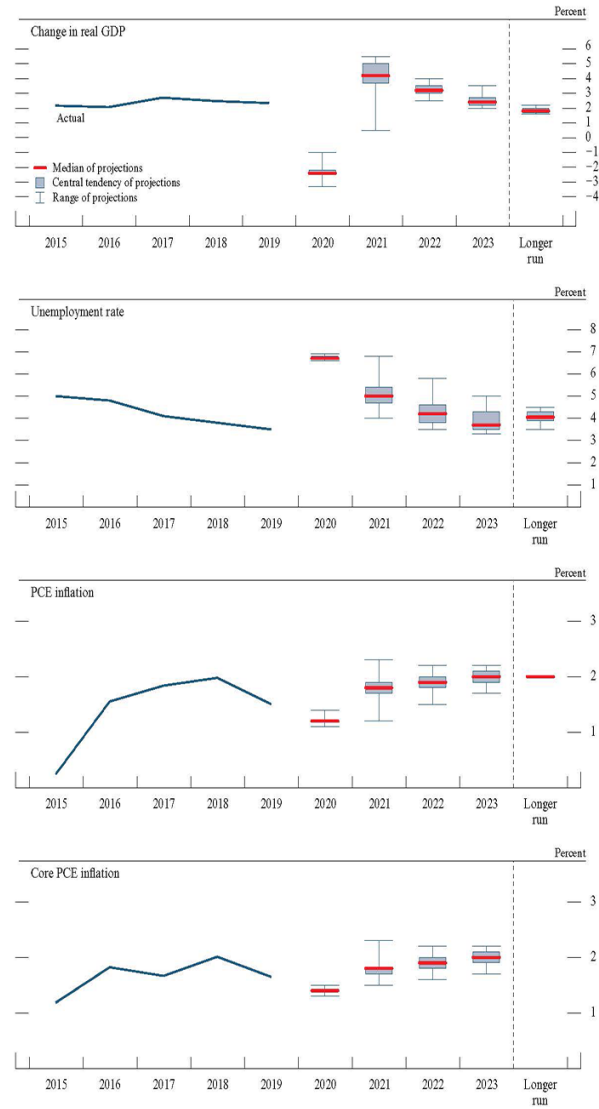 Percent
Change in real GDP
6
5
4
3
2
1
0
−1
−2
−3
−4
Actual
Median of projections
Central tendency of projections
Range of projections
2015 2016 2017 2018 2019 2020 2021 2022 2023 Longer
run
Percent
Unemployment rate
8
7
6
5
4
3
2
1
2015 2016 2017 2018 2019 2020 2021 2022 2023 Longer
run
Percent
PCE inflation
3
2
1
2015 2016 2017 2018 2019 2020 2021 2022 2023 Longer
run
Percent
Core PCE inflation
3
2
1
2015 2016 2017 2018 2019 2020 2021 2022 2023 Longer
run